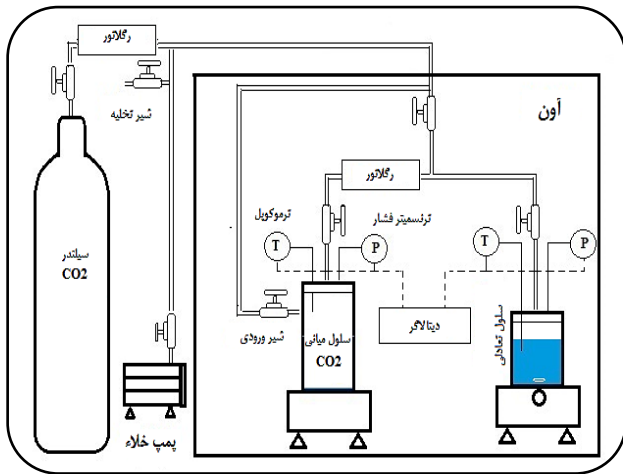 رگلاتور
شیر تخلیه
آون
رگلاتور
ترموکوپل
ترنسمیتر فشار
T
P
T
P
سیلندر
CO2
شیر ورودی
سلول میانی
CO2
دیتالاگر
سلول تعادلی
پمپ خلاء